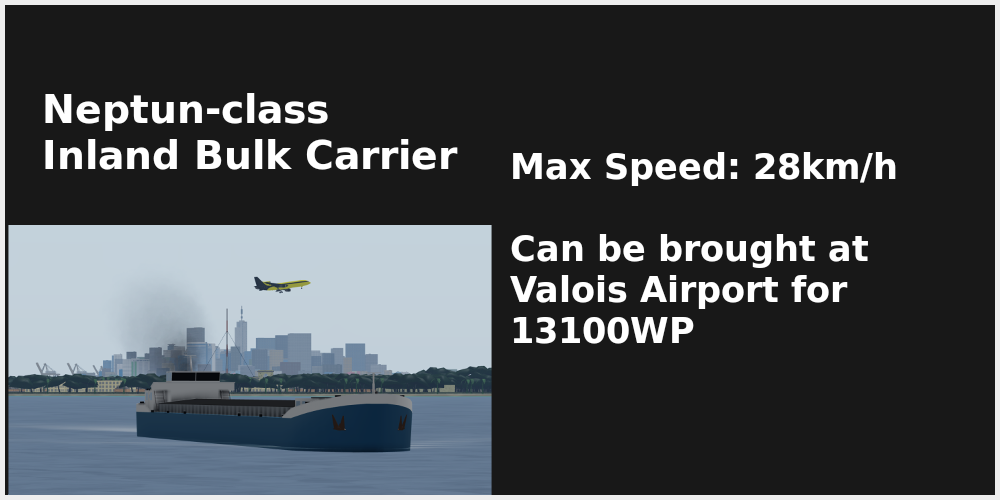 Neptun-class
Inland Bulk Carrier
Max Speed: 28km/h
Can be brought at
Valois Airport for
13100WP